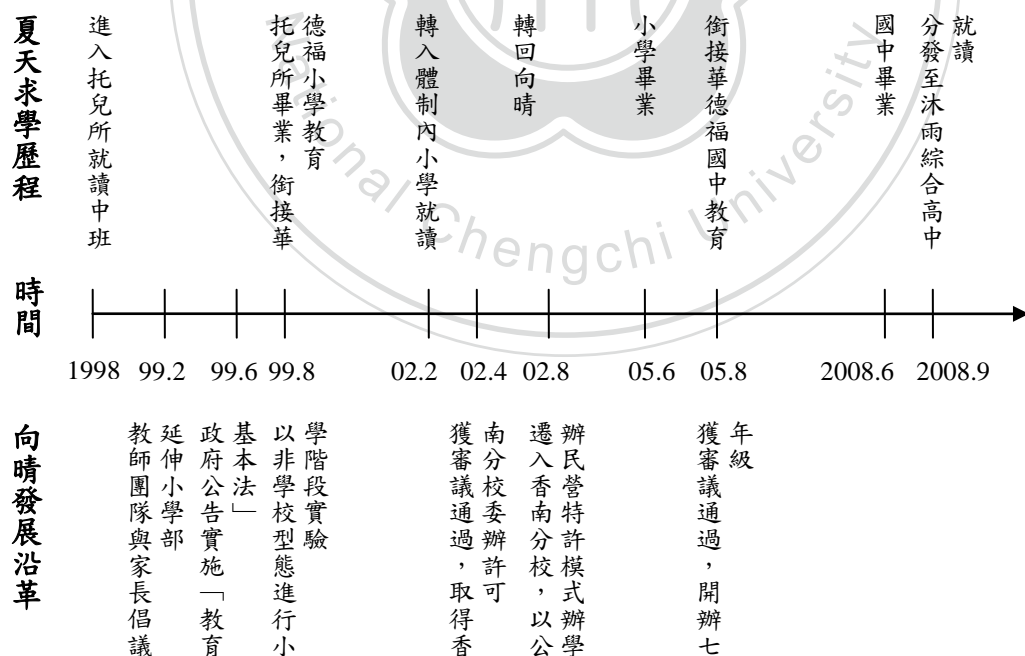 夏天求學歷程
進入托兒所就讀中班
托兒所畢業，銜接華
德福小學教育
轉入體制內小學就讀
轉回向晴
小學畢業
銜接華德福國中教育
國中畢業
分發至沐雨綜合高中
就讀
時間
1998 99.2 99.6 99.8 02.2 02.4 02.8 05.6 05.8 2008.6 2008.9
向晴發展沿革
教師團隊與家長倡議
延伸小學部
政府公告實施「教育
基本法」
以非學校型態進行小
學階段實驗
獲審議通過，取得香
南分校委辦許可
遷入香南分校，以公
辦民營特許模式辦學
獲審議通過，開辦七
年級
National Chengchi University